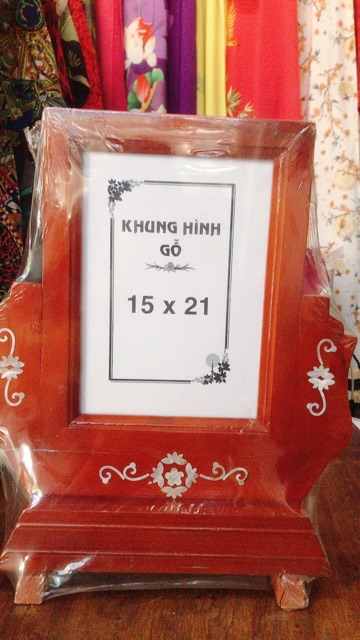 KHUNG HÌNH
GỖ
15 x 21